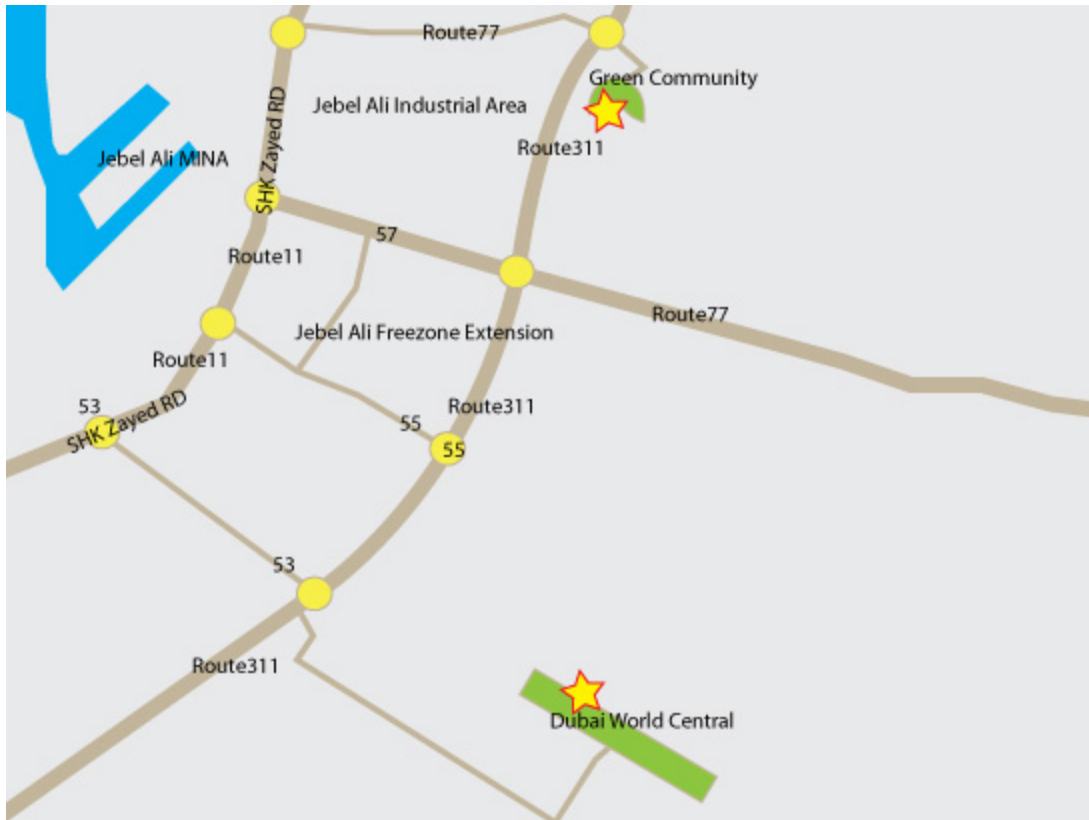 Route77
Green Community
Jebel Ali Industrial Area
SHK Zayed RD
Route311
Jebel Ali MINA
57
Route11
Route77
Jebel Ali Freezone Extension
Route11
53
SHK Zayed RD
Route311
55
55
53
Route311
Dubai World Central